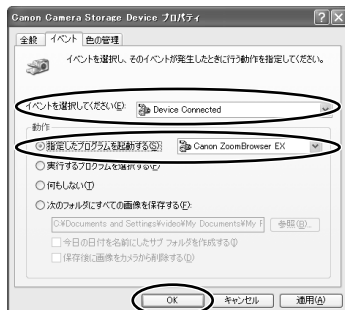 Canon Camera Storage Device プロパティ
全般 イベント 色の管理
イベントを選択し、そのイベントが発生したときに行う動作を指定してください。
イベントを選択してください(E): Device Connected
動作
指定したプログラムを起動する(S): Canon ZoomBrowser EX
実行するプログラムを選択する(P)
何もしない(T)
次のフォルダにすべての画像を保存する(F):
C:¥Documents and Settings¥video¥My Documents¥My F 参照(B)...
今日の日付を名前にしたサブ フォルダを作成する(I)
保存後に画像をカメラから削除する(D)
OK キャンセル 適用(A)